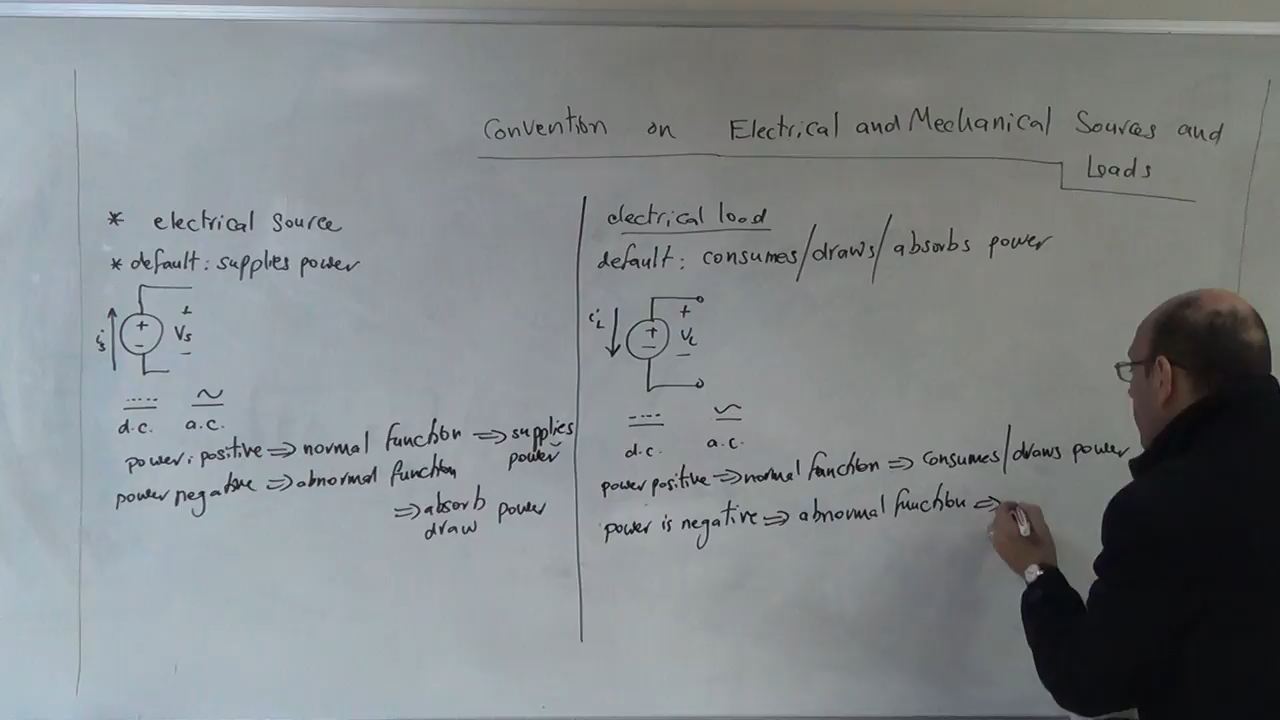 Convention on Electrical and Mechanical Sources and
Loads
* electrical source
* default: supplies power
+
is
+
-
Vs
-
d.c.
a.c.
power: positive ⇒ normal function ⇒ supplies
power
power negative ⇒ abnormal function
⇒ absorb power
draw
electrical load
default: consumes/draws/absorbs power
iL
+
+
-
VL
-
d.c.
a.c.
power positive ⇒ normal function ⇒ consumes/draws power
power is negative ⇒ abnormal function ⇒